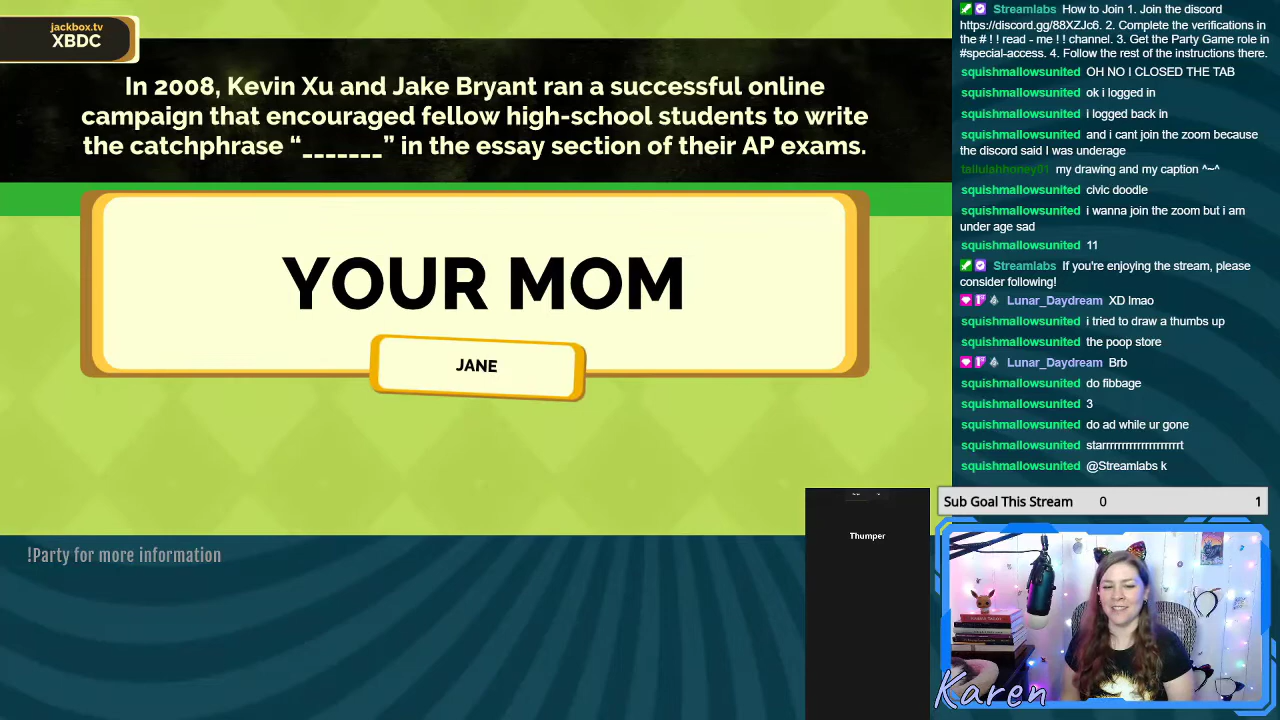 jackbox.tv
XBDC
In 2008, Kevin Xu and Jake Bryant ran a successful online
campaign that encouraged fellow high-school students to write
the catchphrase “_______” in the essay section of their AP exams.
YOUR MOM
JANE
!Party for more information
Thumper
Streamlabs How to Join 1. Join the discord
https://discord.gg/88XZJc6. 2. Complete the verifications in
the # ! ! read - me ! ! channel. 3. Get the Party Game role in
#special-access. 4. Follow the rest of the instructions there.
squishmallowsunited OH NO I CLOSED THE TAB
squishmallowsunited ok i logged in
squishmallowsunited I logged back in
squishmallowsunited and i cant join the zoom because
the discord said I was underage
tallulahhoney01 my drawing and my caption ^~^
squishmallowsunited civic doodle
squishmallowsunited i wanna join the zoom but i am
under age sad
squishmallowsunited 11
Streamlabs If you're enjoying the stream, please
consider following!
Lunar_Daydream XD lmao
squishmallowsunited i tried to draw a thumbs up
squishmallowsunited the poop store
Lunar_Daydream Brb
squishmallowsunited do fibbage
squishmallowsunited 3
squishmallowsunited do ad while ur gone
squishmallowsunited starrrrrrrrrrrrrrrrrrt
squishmallowsunited @Streamlabs k
Sub Goal This Stream 0 1
Karen